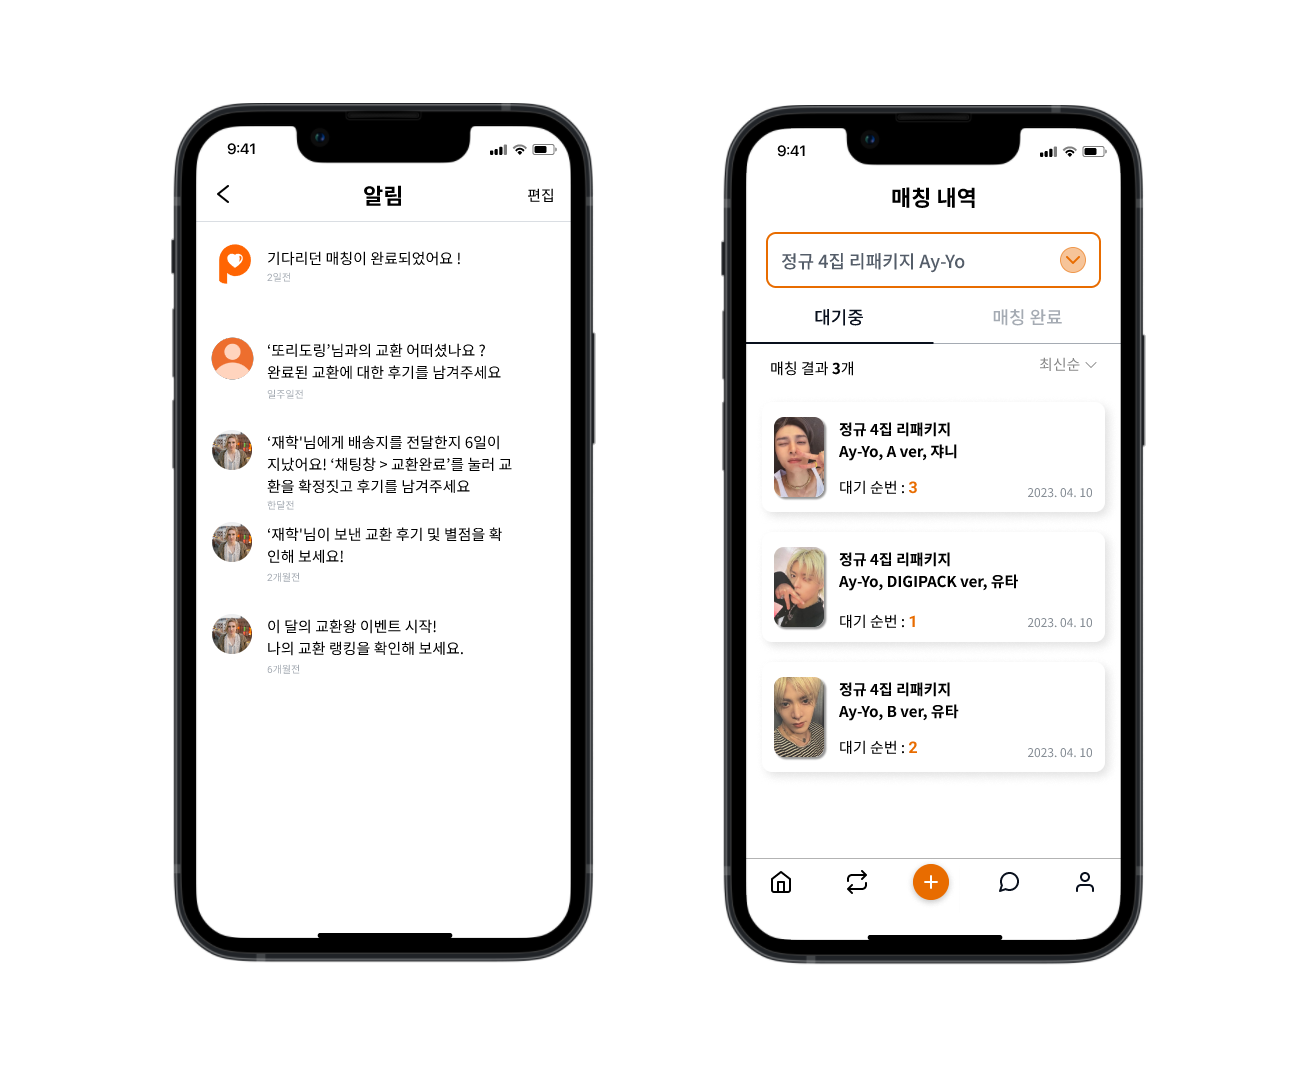 9:41
알림
편집
기다리던 매칭이 완료되었어요 !
2일전
‘또리도링’님과의 교환 어떠셨나요 ?
완료된 교환에 대한 후기를 남겨주세요
일주일전
‘재학'님에게 배송지를 전달한지 6일이
지났어요! ‘채팅창 > 교환완료’를 눌러 교
환을 확정짓고 후기를 남겨주세요
한달전
‘재학'님이 보낸 교환 후기 및 별점을 확
인해 보세요!
2개월전
이 달의 교환왕 이벤트 시작!
나의 교환 랭킹을 확인해 보세요.
6개월전
9:41
매칭 내역
정규 4집 리패키지 Ay-Yo
대기중
매칭 완료
매칭 결과 3개
최신순
정규 4집 리패키지
Ay-Yo, A ver, 쟈니
대기 순번 : 3
2023. 04. 10
정규 4집 리패키지
Ay-Yo, DIGIPACK ver, 유타
대기 순번 : 1
2023. 04. 10
정규 4집 리패키지
Ay-Yo, B ver, 유타
대기 순번 : 2
2023. 04. 10